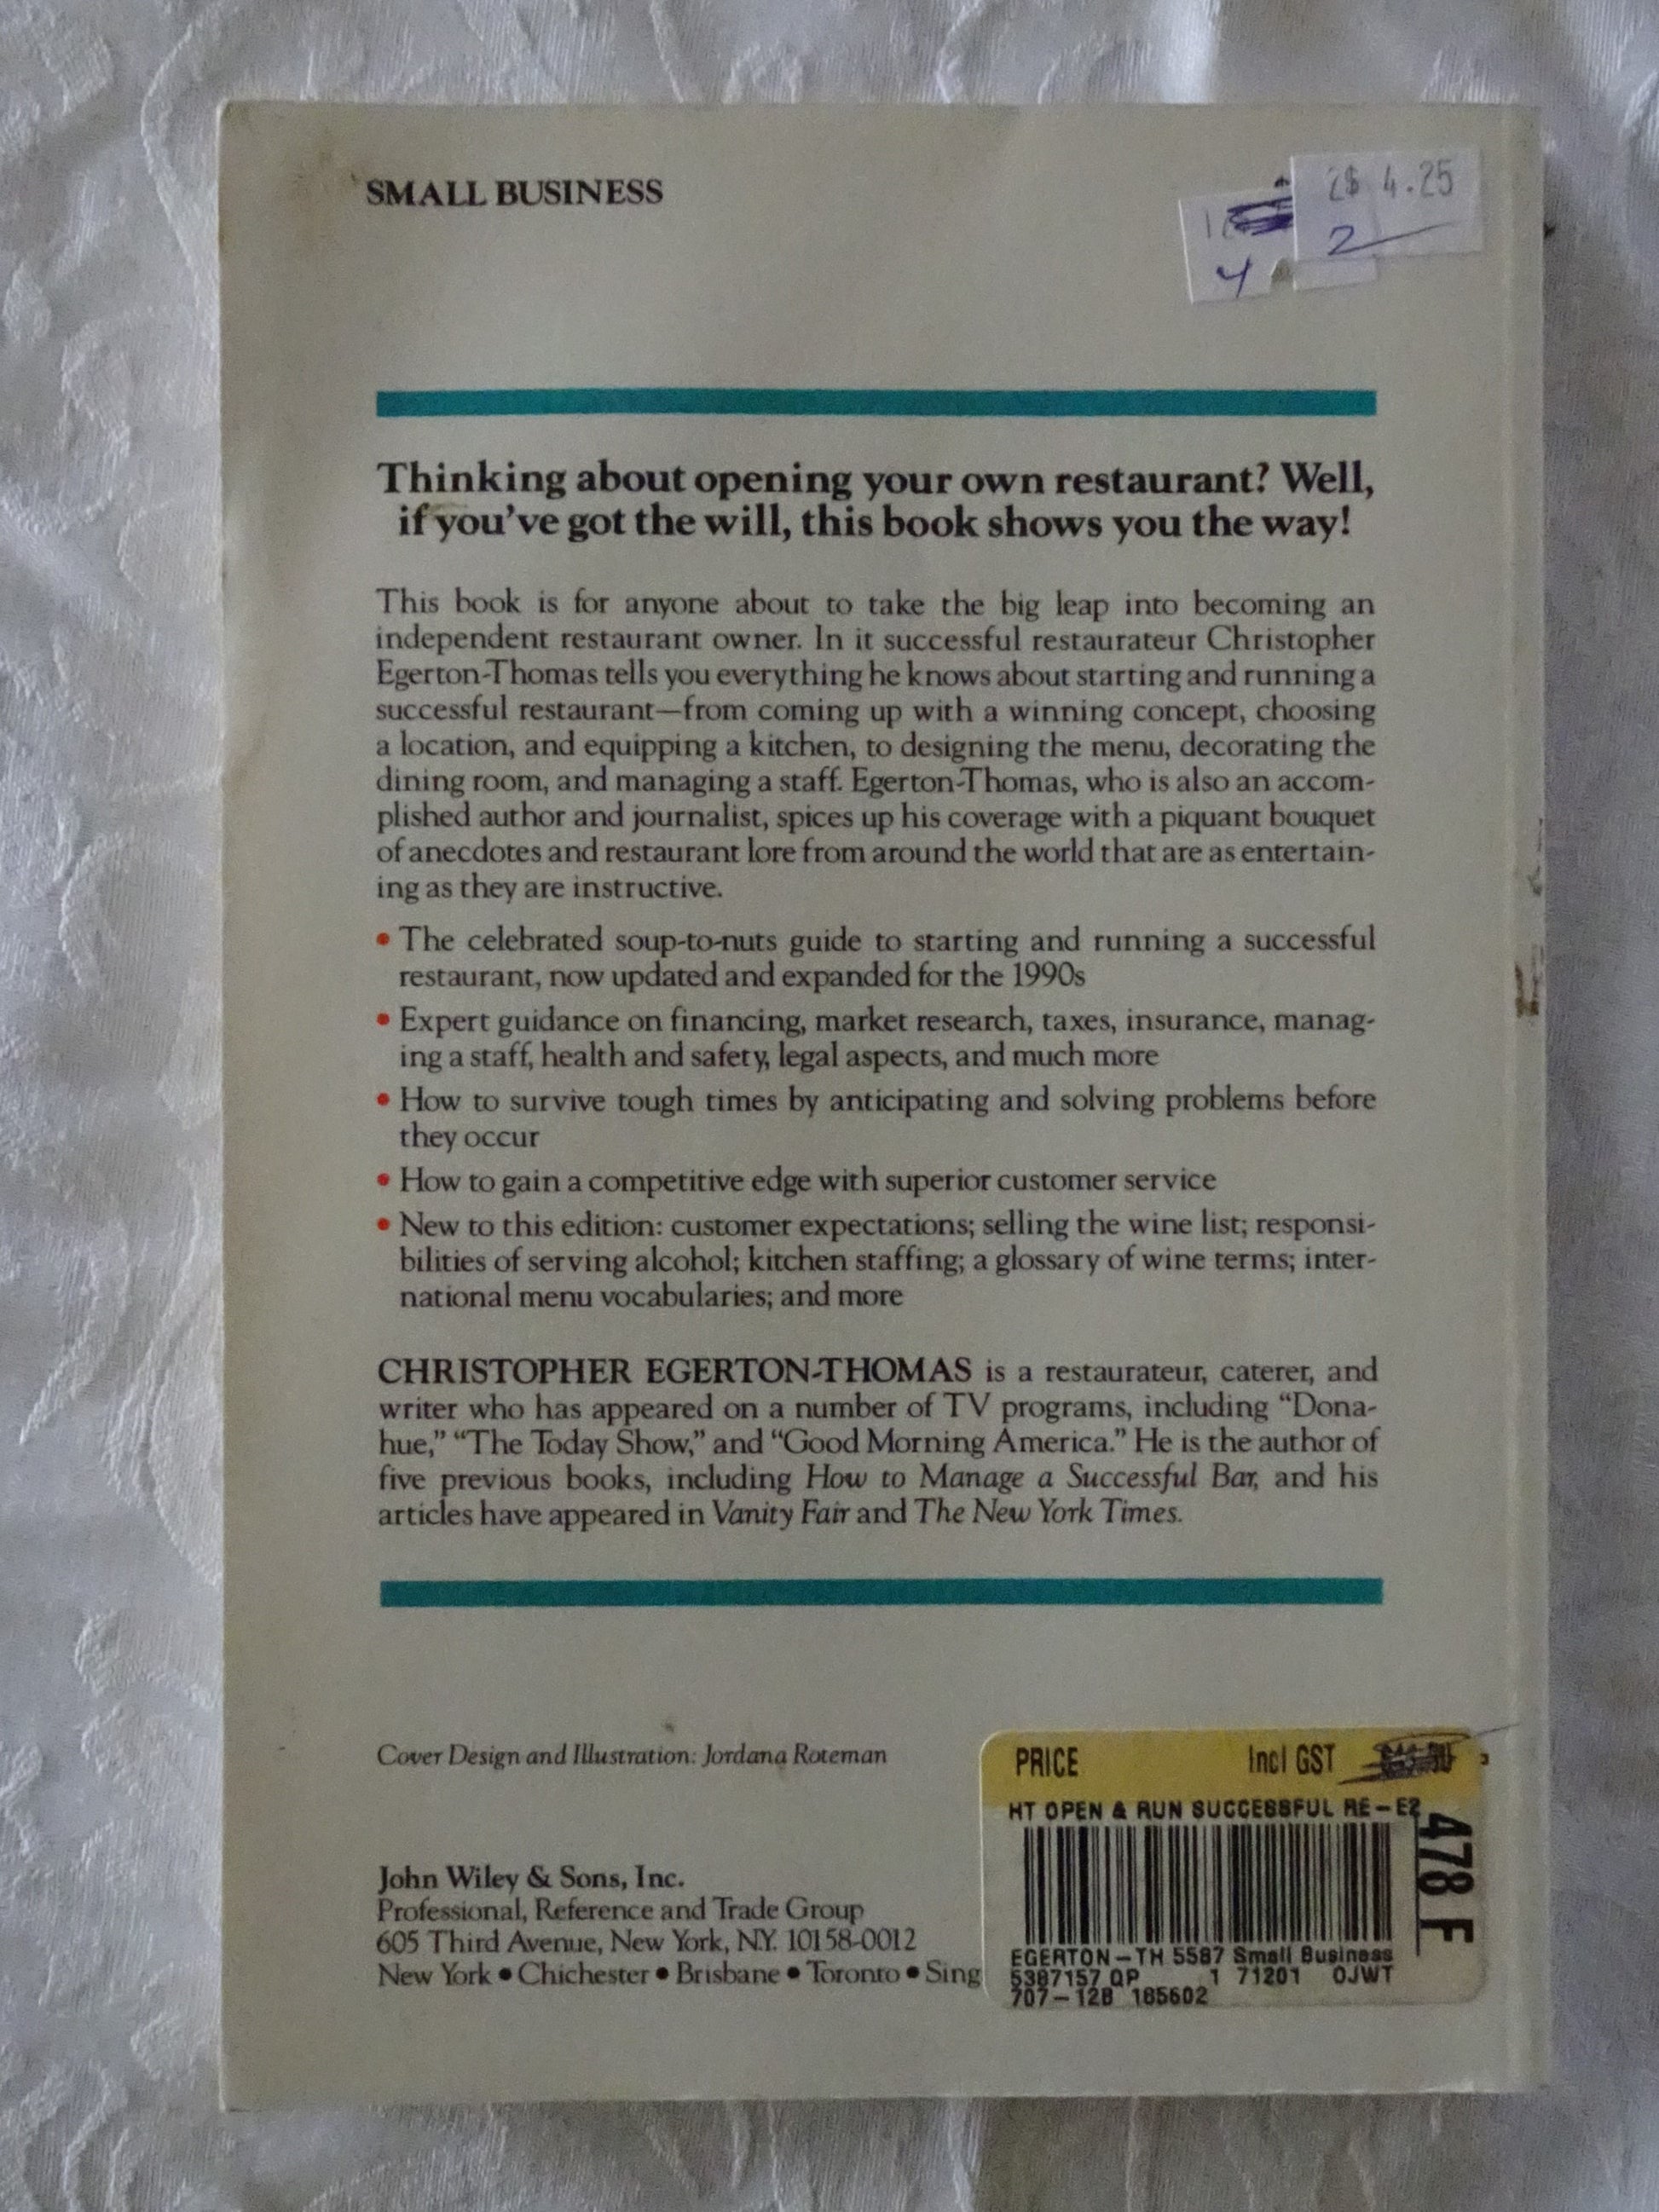 SMALL BUSINESS
2$ 4.25
2
4
Thinking about opening your own restaurant? Well,
if you've got the will, this book shows you the way!
This book is for anyone about to take the big leap into becoming an
independent restaurant owner. In it successful restaurateur Christopher
Egerton-Thomas tells you everything he knows about starting and running a
successful restaurant—from coming up with a winning concept, choosing
a location, and equipping a kitchen, to designing the menu, decorating the
dining room, and managing a staff. Egerton-Thomas, who is also an accom-
plished author and journalist, spices up his coverage with a piquant bouquet
of anecdotes and restaurant lore from around the world that are as entertain-
ing as they are instructive.
• The celebrated soup-to-nuts guide to starting and running a successful
restaurant, now updated and expanded for the 1990s
• Expert guidance on financing, market research, taxes, insurance, manag-
ing a staff, health and safety, legal aspects, and much more
• How to survive tough times by anticipating and solving problems before
they occur
• How to gain a competitive edge with superior customer service
• New to this edition: customer expectations; selling the wine list; responsi-
bilities of serving alcohol; kitchen staffing; a glossary of wine terms; inter-
national menu vocabularies; and more
CHRISTOPHER EGERTON-THOMAS is a restaurateur, caterer, and
writer who has appeared on a number of TV programs, including “Dona-
hue,” “The Today Show,” and “Good Morning America.” He is the author of
five previous books, including How to Manage a Successful Bar, and his
articles have appeared in Vanity Fair and The New York Times.
Cover Design and Illustration: Jordana Roteman
John Wiley & Sons, Inc.
Professional, Reference and Trade Group
605 Third Avenue, New York, N.Y. 10158-0012
New York • Chichester • Brisbane • Toronto • Sing
PRICE Incl GST
HT OPEN & RUN SUCCESSFUL RE-E2
478 F
EGERTON-TH 5587 Small Business
5387157 QP 1 71201 OJWT
707-12B 185602